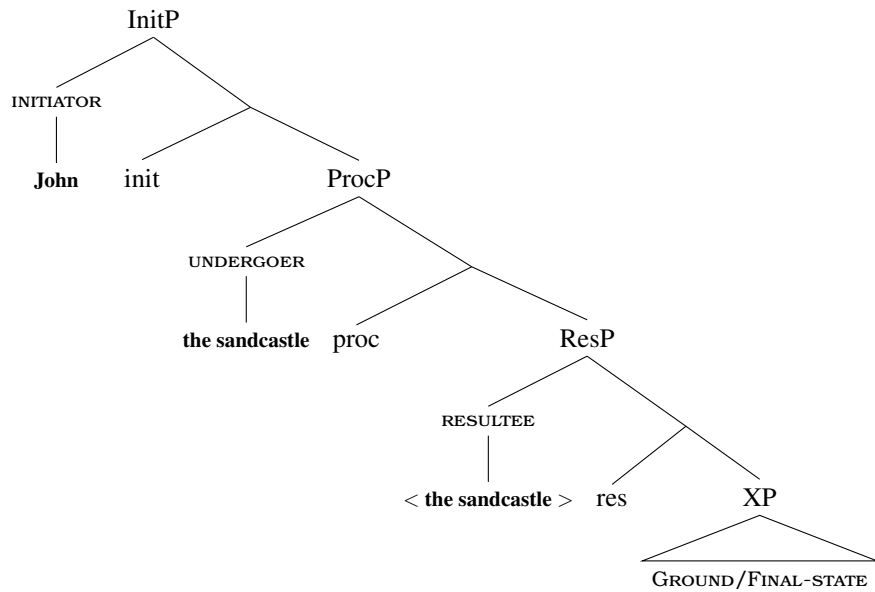 InitP
INITIATOR
John init ProcP
UNDERGOER
the sandcastle proc ResP
RESULTEE
< the sandcastle > res XP
GROUND/FINAL-STATE